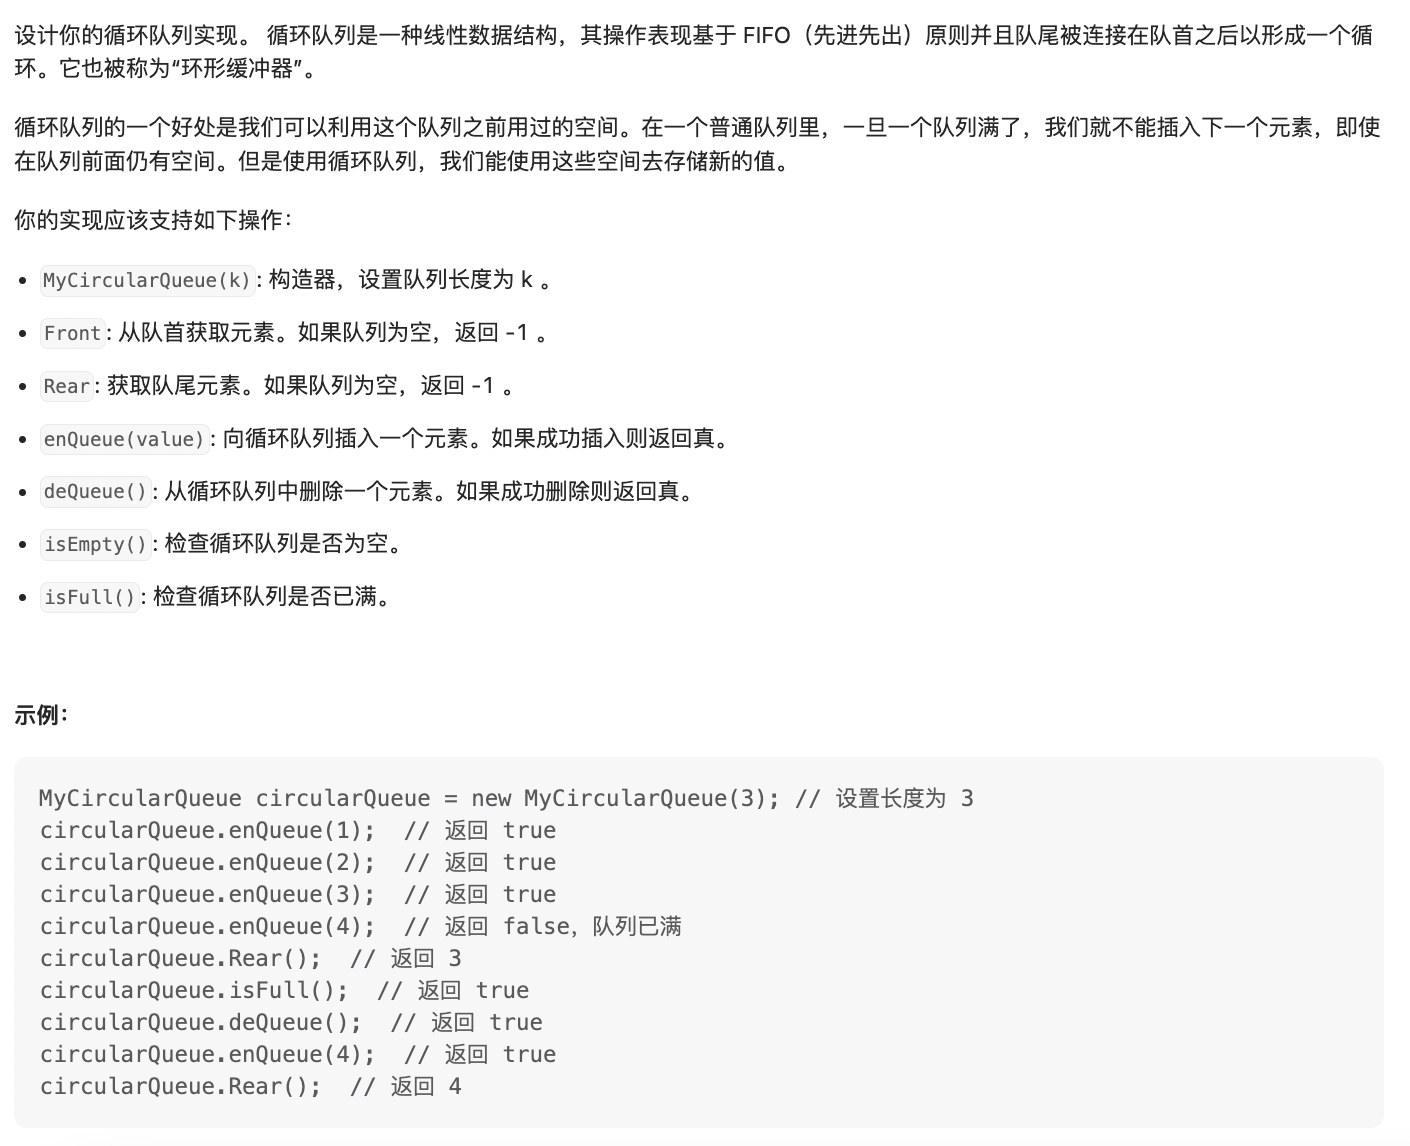 设计你的循环队列实现。 循环队列是一种线性数据结构，其操作表现基于 FIFO（先进先出）原则并且队尾被连接在队首之后以形成一个循
环。它也被称为“环形缓冲器”。
循环队列的一个好处是我们可以利用这个队列之前用过的空间。在一个普通队列里，一旦一个队列满了，我们就不能插入下一个元素，即使
在队列前面仍有空间。但是使用循环队列，我们能使用这些空间去存储新的值。
你的实现应该支持如下操作：
• MyCircularQueue(k): 构造器，设置队列长度为 k 。
• Front: 从队首获取元素。如果队列为空，返回 -1 。
• Rear: 获取队尾元素。如果队列为空，返回 -1 。
• enQueue(value): 向循环队列插入一个元素。如果成功插入则返回真。
• deQueue(): 从循环队列中删除一个元素。如果成功删除则返回真。
• isEmpty(): 检查循环队列是否为空。
• isFull(): 检查循环队列是否已满。
示例：
MyCircularQueue circularQueue = new MyCircularQueue(3); // 设置长度为 3
circularQueue.enQueue(1);  // 返回 true
circularQueue.enQueue(2);  // 返回 true
circularQueue.enQueue(3);  // 返回 true
circularQueue.enQueue(4);  // 返回 false，队列已满
circularQueue.Rear();  // 返回 3
circularQueue.isFull();  // 返回 true
circularQueue.deQueue();  // 返回 true
circularQueue.enQueue(4);  // 返回 true
circularQueue.Rear();  // 返回 4